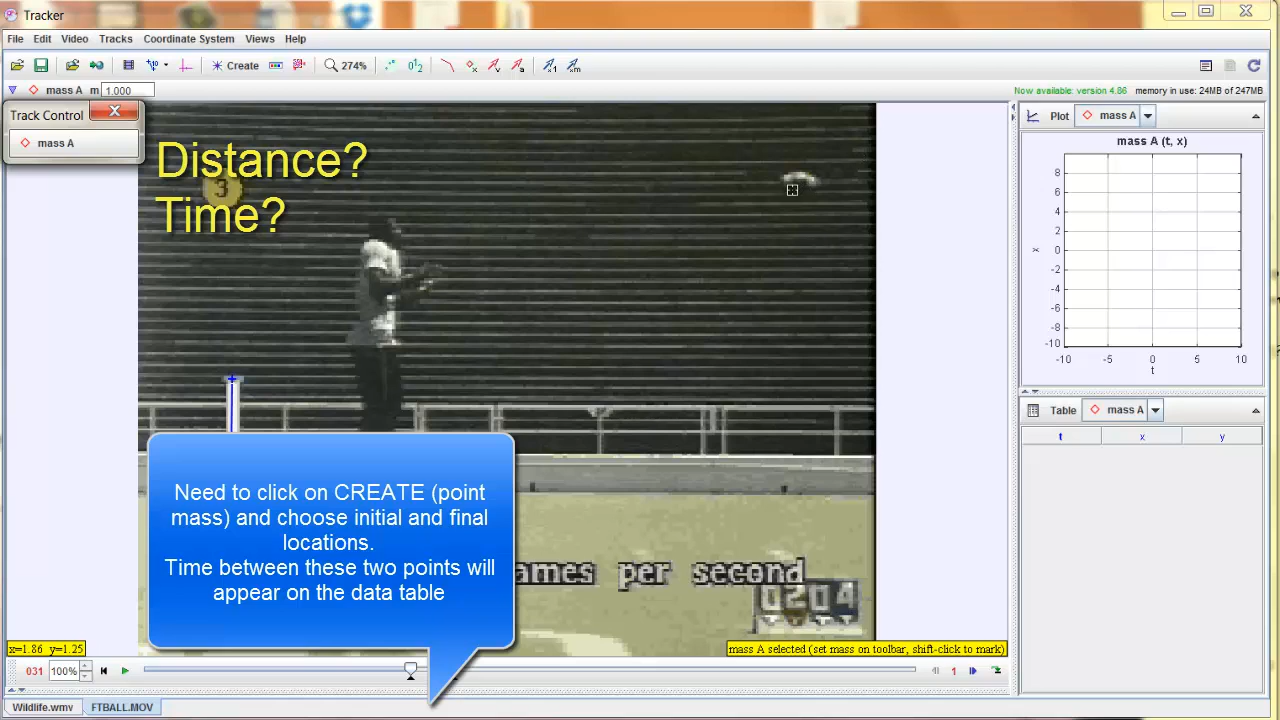 Tracker
File Edit Video Tracks Coordinate System Views Help
Create 274%
mass A m 1.000
Now available: version 4.86 memory in use: 24MB of 247MB
Track Control
mass A
Plot mass A
mass A (t, x)
8
6
4
2
0
-2
-4
-6
-8
-10
x
-10 -5 0 5 10
t
Table mass A
t x y
Distance?
3
Time?
Need to click on CREATE (point
mass) and choose initial and final
locations.
Time between these two points will
appear on the data table
ames per second
0204
x=1.86 y=1.25
mass A selected (set mass on toolbar, shift-click to mark)
031 100% 1
Wildlife.wmv FTBALL.MOV